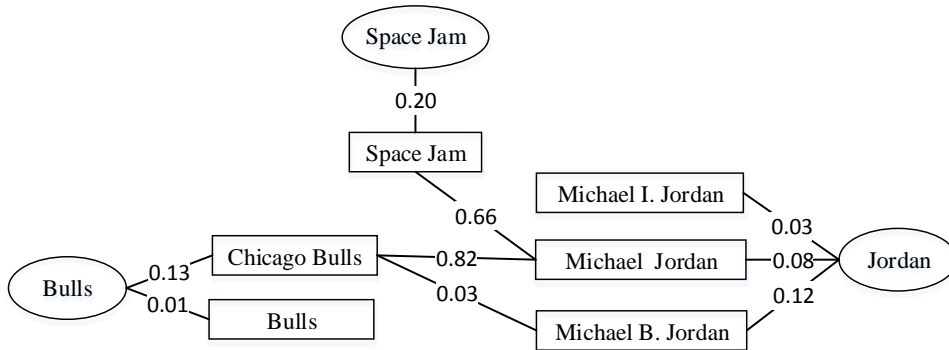 Space Jam
0.20
Space Jam
Michael I. Jordan
0.66
0.03
Chicago Bulls
0.82
Michael Jordan
0.08
Jordan
0.13
Bulls
0.01
0.03
0.12
Bulls
Michael B. Jordan